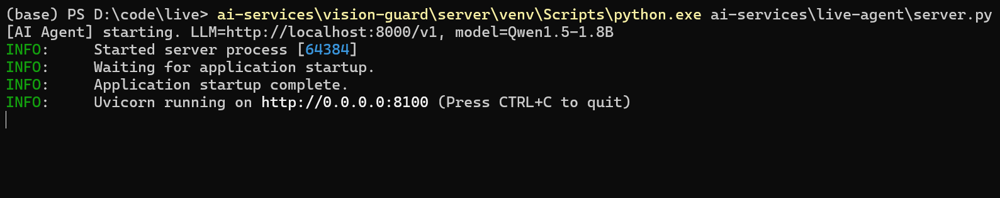 (base) PS D:\code\live> ai-services\vision-guard\server\venv\Scripts\python.exe ai-services\live-agent\server.py
[AI Agent] starting. LLM=http://localhost:8000/v1, model=Qwen1.5-1.8B
INFO:     Started server process [64384]
INFO:     Waiting for application startup.
INFO:     Application startup complete.
INFO:     Uvicorn running on http://0.0.0.0:8100 (Press CTRL+C to quit)